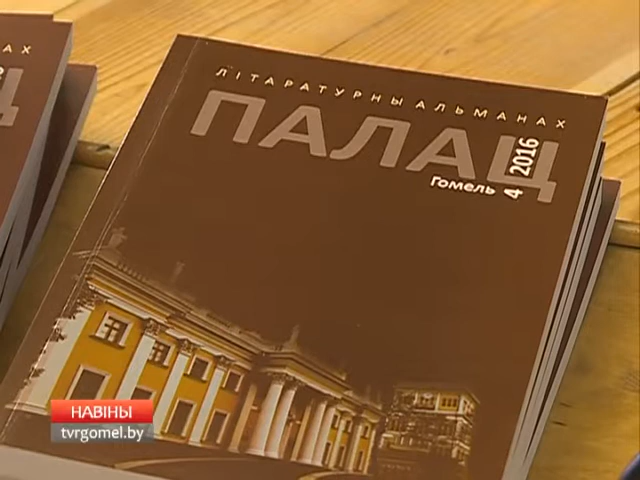 ЛІТАРАТУРНЫ АЛЬМАНАХ
ПАЛАЦ
Гомель 4 2016
НАВІНЫ
tvrgomel.by